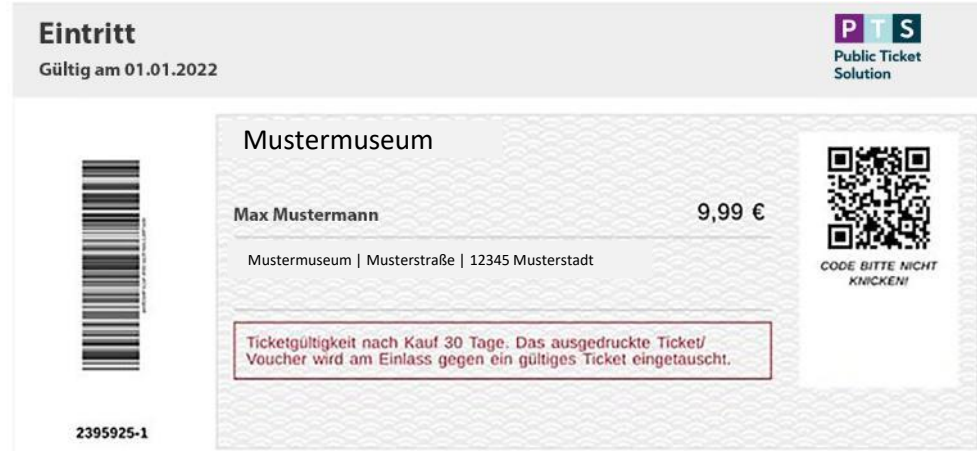 Eintritt
Gültig am 01.01.2022
P T S
Public Ticket
Solution
Mustermuseum
Max Mustermann
9,99 €
Mustermuseum | Musterstraße | 12345 Musterstadt
CODE BITTE NICHT
KNICKEN!
Ticketgültigkeit nach Kauf 30 Tage. Das ausgedruckte Ticket/
Voucher wird am Einlass gegen ein gültiges Ticket eingetauscht.
2395925-1